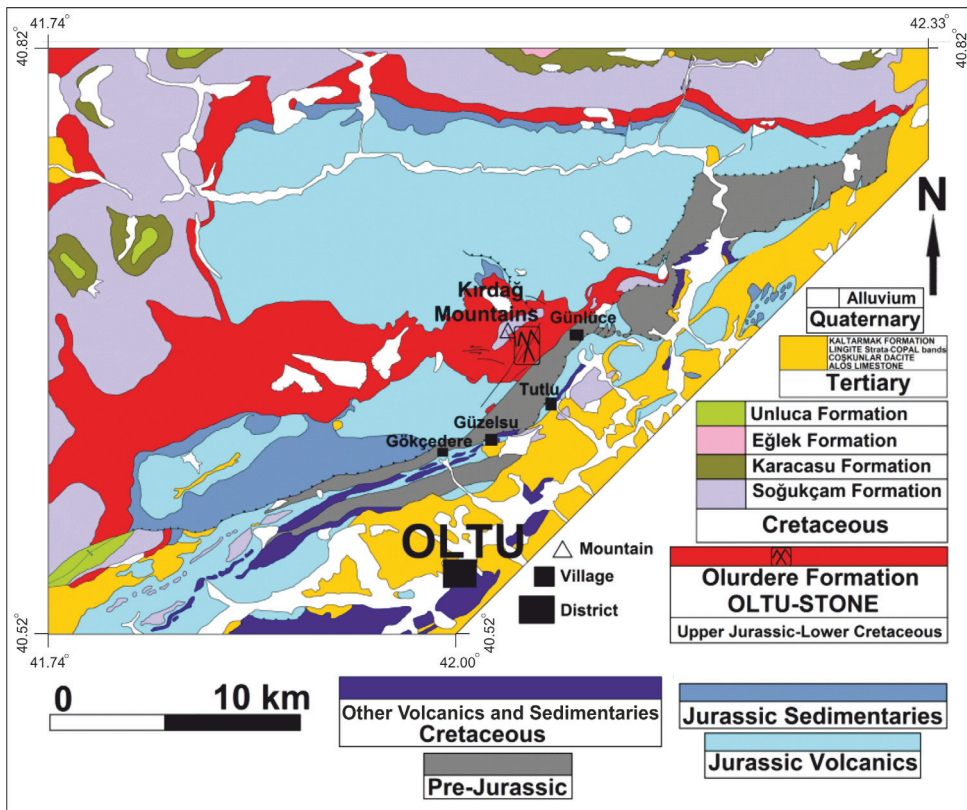 41.74°
42.33°
40.82°
40.82°
N
Kırdağ
Mountains
Günlüce
Tutlu
Güzelsu
Gökçedere
OLTU
Mountain
Village
District
Alluvium
Quaternary
KALTARMAK FORMATION
LINGITE Strata-COPAL bands
COŞKUNLAR DACITE
ALOS LIMESTONE
Tertiary
Unluca Formation
Eğlek Formation
Karacasu Formation
Soğukçam Formation
Cretaceous
Olurdere Formation
OLTU-STONE
Upper Jurassic-Lower Cretaceous
40.52°
40.52°
41.74°
42.00°
0 10 km
Other Volcanics and Sedimentaries
Cretaceous
Pre-Jurassic
Jurassic Sedimentaries
Jurassic Volcanics